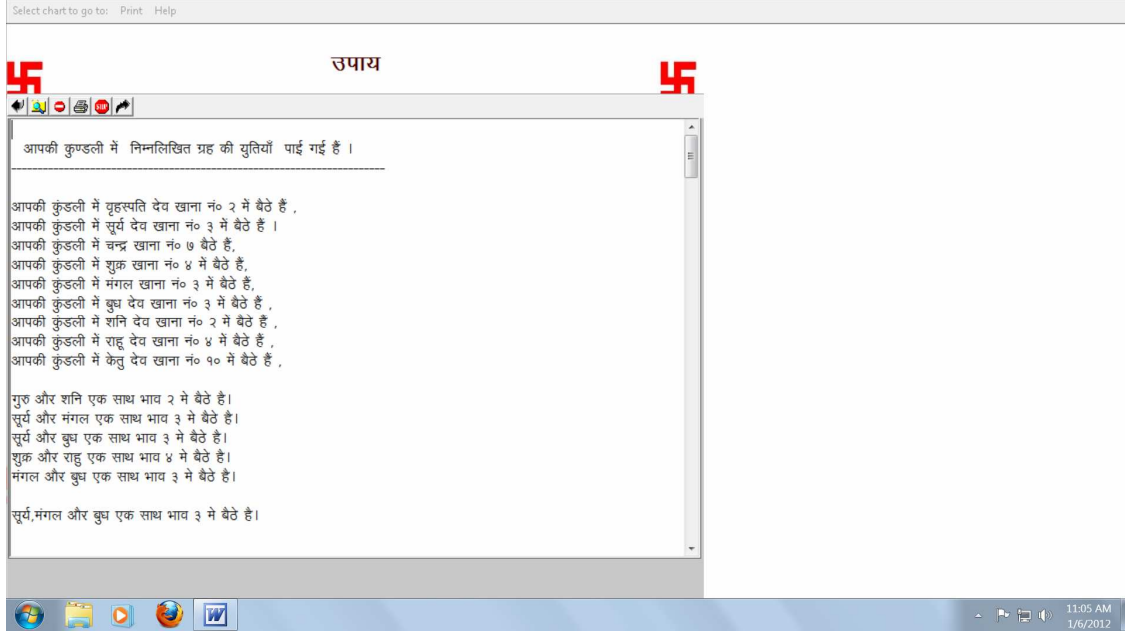 Select chart to go to: Print Help
उपाय
आपकी कुण्डली में निम्नलिखित ग्रह की युतियाँ पाई गई हैं ।
----------------------------------------------------------------------
आपकी कुंडली में वृहस्पति देव खाना नं० २ में बैठे हैं ,
आपकी कुंडली में सूर्य देव खाना नं० ३ में बैठे हैं ।
आपकी कुंडली में चन्द्र खाना नं० ७ बैठे हैं,
आपकी कुंडली में शुक्र खाना नं० ४ में बैठे हैं,
आपकी कुंडली में मंगल खाना नं० ३ में बैठे हैं,
आपकी कुंडली में बुध देव खाना नं० ३ में बैठे हैं ,
आपकी कुंडली में शनि देव खाना नं० २ में बैठे हैं ,
आपकी कुंडली में राहू देव खाना नं० ४ में बैठे हैं ,
आपकी कुंडली में केतु देव खाना नं० १० में बैठे हैं ,
गुरु और शनि एक साथ भाव २ मे बैठे है।
सूर्य और मंगल एक साथ भाव ३ मे बैठे है।
सूर्य और बुध एक साथ भाव ३ मे बैठे है।
शुक्र और राहु एक साथ भाव ४ मे बैठे है।
मंगल और बुध एक साथ भाव ३ मे बैठे है।
सूर्य,मंगल और बुध एक साथ भाव ३ मे बैठे है।
11:05 AM
1/6/2012